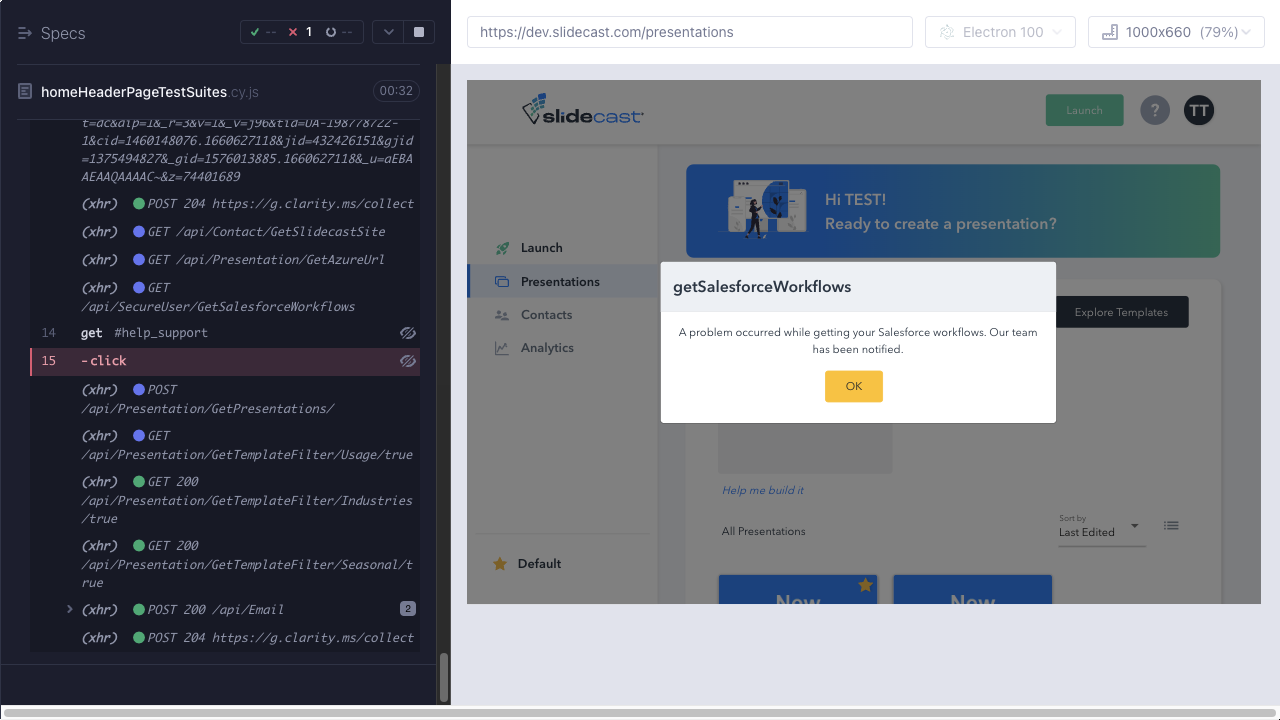 Specs
--
1
--
homeHeaderPageTestSuites.cy.js
00:32
t=dc&aip=1&_r=3&v=1&_v=j96&tid=UA-19877872-
1&cid=1460148076.1660627118&jid=432426151&gjid
=1375494827&_gid=1576013885.1660627118&_u=aEBA
AEAAQAAAAC~&z=74401689
(xhr) POST 204 https://g.clarity.ms/collect
(xhr) GET /api/contact/GetSlidecastSite
(xhr) GET /api/Presentation/GetAzureUrl
(xhr) GET
/api/SecureUser/GetSalesforceWorkflows
14 get #help_support
15 -click
(xhr) POST
/api/Presentation/GetPresentations/
(xhr) GET
/api/Presentation/GetTemplateFilter/Usage/true
(xhr) GET 200
/api/Presentation/GetTemplateFilter/Industries
/true
(xhr) GET 200
/api/Presentation/GetTemplateFilter/Seasonal/t
rue
(xhr) POST 200 /api/Email 2
(xhr) POST 204 https://g.clarity.ms/collect
https://dev.slidecast.com/presentations
Electron 100
1000x660 (79%)
slidecast
Launch
?
TT
Launch
Presentations
Contacts
Analytics
Default
Hi TEST!
Ready to create a presentation?
Explore Templates
getSalesforceWorkflows
A problem occurred while getting your Salesforce workflows. Our team
has been notified.
OK
Help me build it
All Presentations
Sort by
Last Edited
New
New